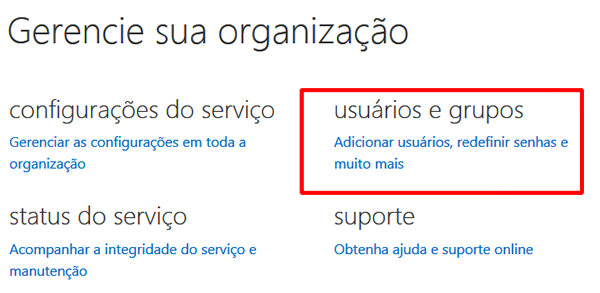 Gerencie sua organização
configurações do serviço
Gerenciar as configurações em toda a
organização
usuários e grupos
Adicionar usuários, redefinir senhas e
muito mais
status do serviço
Acompanhar a integridade do serviço e
manutenção
suporte
Obtenha ajuda e suporte online